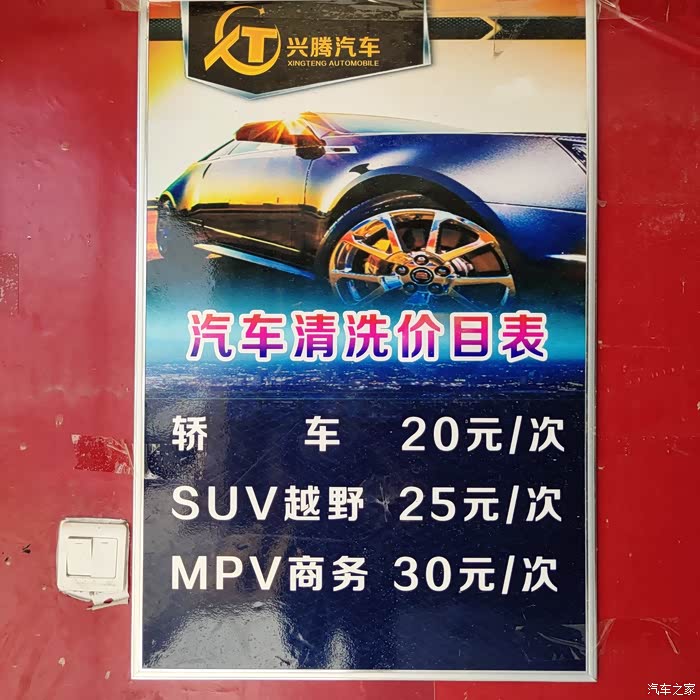 兴腾汽车
XINGTENG AUTOMOBILE
汽车清洗价目表
轿 车 20元/次
SUV越野 25元/次
MPV商务 30元/次
汽车之家